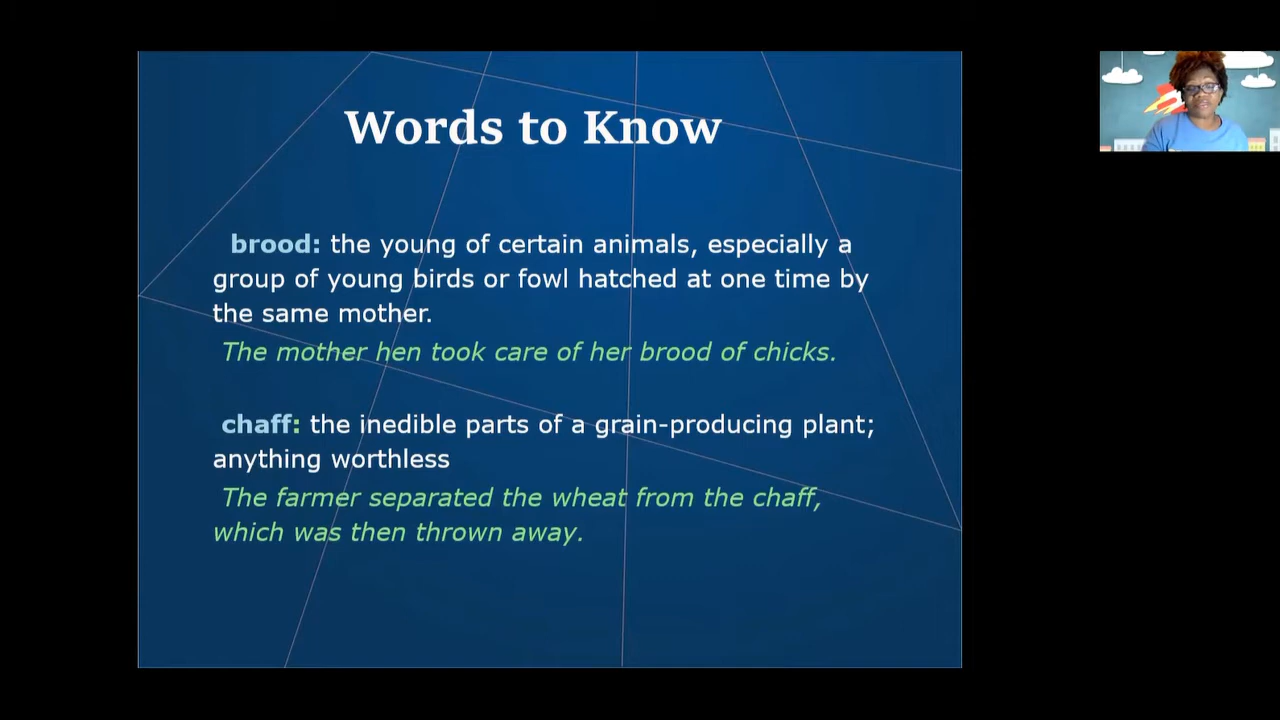 Words to Know
brood: the young of certain animals, especially a
group of young birds or fowl hatched at one time by
the same mother.
The mother hen took care of her brood of chicks.
chaff: the inedible parts of a grain-producing plant;
anything worthless
The farmer separated the wheat from the chaff,
which was then thrown away.